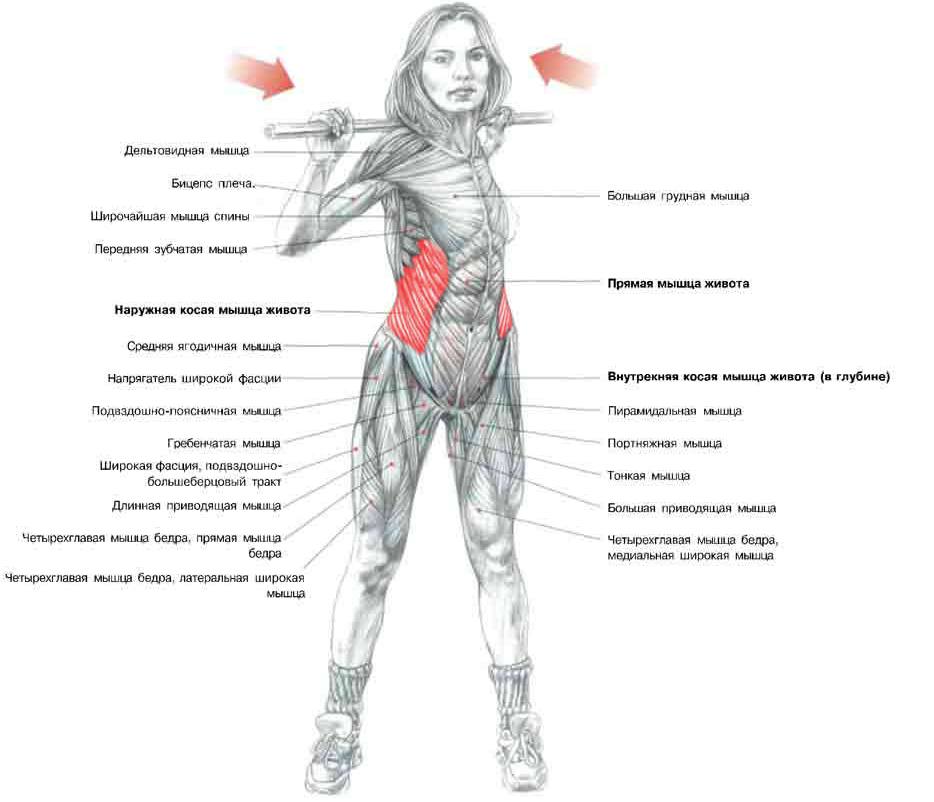 Дельтовидная мышца
Бицепс плеча.
Широчайшая мышца спины
Передняя зубчатая мышца
Наружная косая мышца живота
Средняя ягодичная мышца
Напрягатель широкой фасции
Подвздошно-поясничная мышца
Гребенчатая мышца
Широкая фасция, подвздошно-
большеберцовый тракт
Длинная приводящая мышца
Четырехглавая мышца бедра, прямая мышца
бедра
Четырехглавая мышца бедра, латеральная широкая
мышца
Большая грудная мышца
Прямая мышца живота
Внутрекняя косая мышца живота (в глубине)
Пирамидальная мышца
Портняжная мышца
Тонкая мышца
Большая приводящая мышца
Четырехглавая мышца бедра,
медиальная широкая мышца